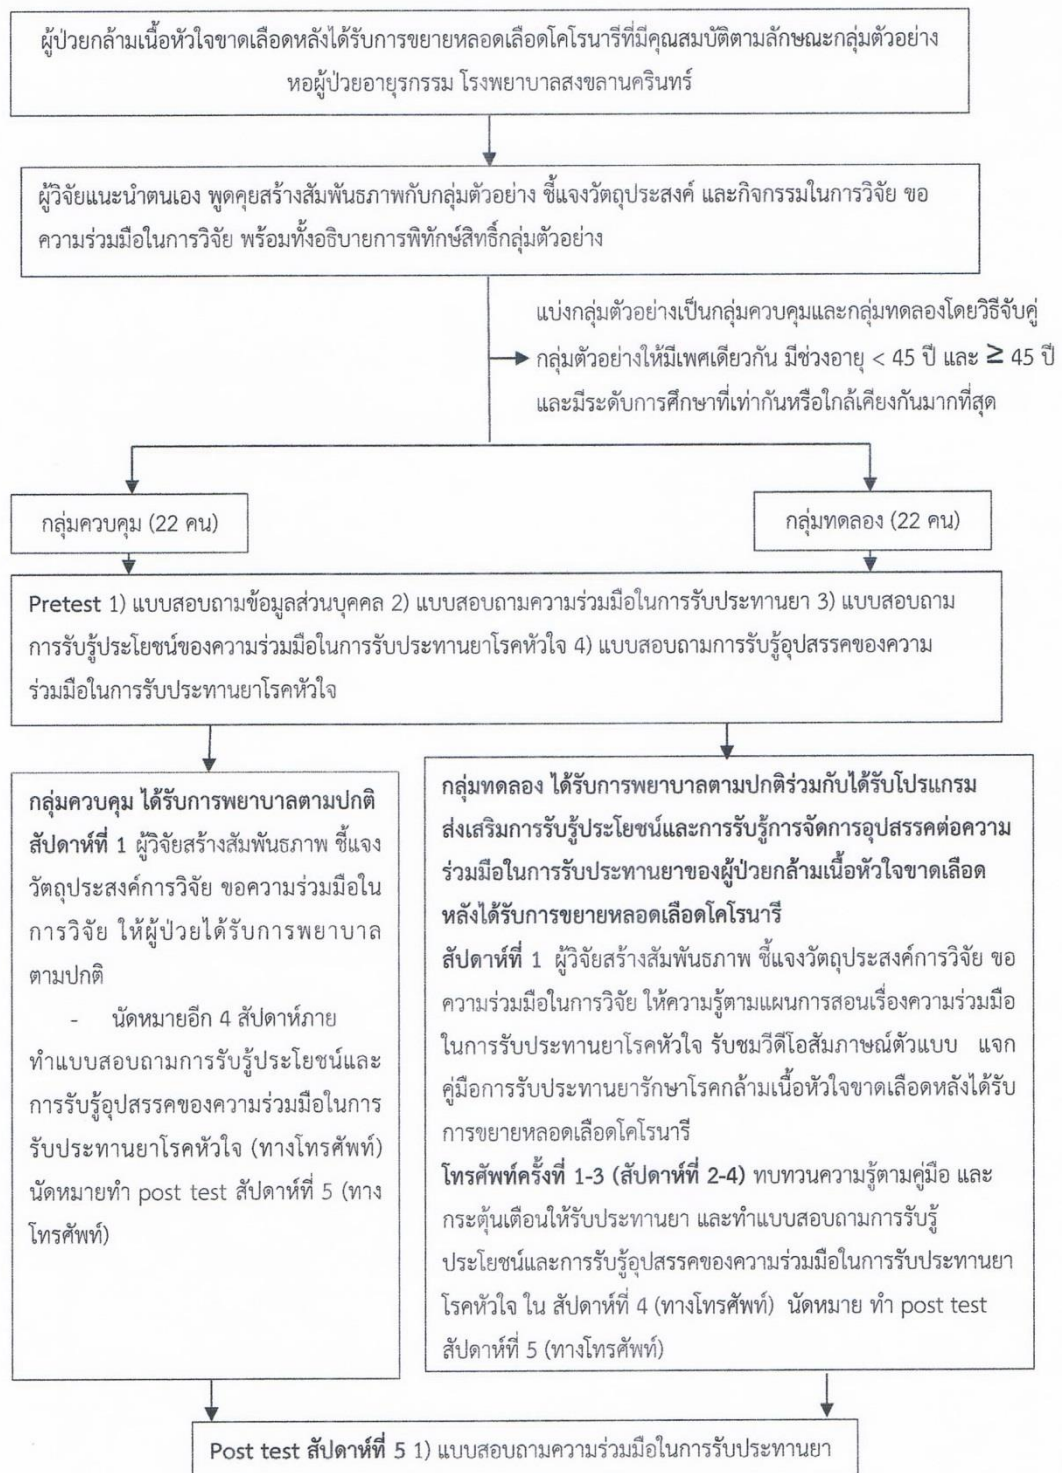 ผู้ป่วยกล้ามเนื้อหัวใจขาดเลือดหลังได้รับการขยายหลอดเลือดโคโรนารีที่มีคุณสมบัติตามลักษณะกลุ่มตัวอย่าง
หอผู้ป่วยอายุรกรรม โรงพยาบาลสงขลานครินทร์
ผู้วิจัยแนะนำตนเอง พูดคุยสร้างสัมพันธภาพกับกลุ่มตัวอย่าง ชี้แจงวัตถุประสงค์ และกิจกรรมในการวิจัย ขอ
ความร่วมมือในการวิจัย พร้อมทั้งอธิบายการพิทักษ์สิทธิ์กลุ่มตัวอย่าง
แบ่งกลุ่มตัวอย่างเป็นกลุ่มควบคุมและกลุ่มทดลองโดยวิธีจับคู่
กลุ่มตัวอย่างให้มีเพศเดียวกัน มีช่วงอายุ < 45 ปี และ ≥ 45 ปี
และมีระดับการศึกษาที่เท่ากันหรือใกล้เคียงกันมากที่สุด
กลุ่มควบคุม (22 คน)
กลุ่มทดลอง (22 คน)
Pretest 1) แบบสอบถามข้อมูลส่วนบุคคล 2) แบบสอบถามความร่วมมือในการรับประทานยา 3) แบบสอบถาม
การรับรู้ประโยชน์ของความร่วมมือในการรับประทานยาโรคหัวใจ 4) แบบสอบถามการรับรู้อุปสรรคของความ
ร่วมมือในการรับประทานยาโรคหัวใจ
กลุ่มควบคุม ได้รับการพยาบาลตามปกติ
สัปดาห์ที่ 1 ผู้วิจัยสร้างสัมพันธภาพ ชี้แจง
วัตถุประสงค์การวิจัย ขอความร่วมมือใน
การวิจัย ให้ผู้ป่วยได้รับการพยาบาล
ตามปกติ
- นัดหมายอีก 4 สัปดาห์ภาย
ทำแบบสอบถามการรับรู้ประโยชน์และ
การรับรู้อุปสรรคของความร่วมมือในการ
รับประทานยาโรคหัวใจ (ทางโทรศัพท์)
นัดหมายทำ post test สัปดาห์ที่ 5 (ทาง
โทรศัพท์)
กลุ่มทดลอง ได้รับการพยาบาลตามปกติร่วมกับได้รับโปรแกรม
ส่งเสริมการรับรู้ประโยชน์และการรับรู้การจัดการอุปสรรคต่อความ
ร่วมมือในการรับประทานยาของผู้ป่วยกล้ามเนื้อหัวใจขาดเลือด
หลังได้รับการขยายหลอดเลือดโคโรนารี
สัปดาห์ที่ 1 ผู้วิจัยสร้างสัมพันธภาพ ชี้แจงวัตถุประสงค์การวิจัย ขอ
ความร่วมมือในการวิจัย ให้ความรู้ตามแผนการสอนเรื่องความร่วมมือ
ในการรับประทานยาโรคหัวใจ รับชมวีดีโอสัมภาษณ์ตัวแบบ แจก
คู่มือการรับประทานยารักษาโรคกล้ามเนื้อหัวใจขาดเลือดหลังได้รับ
การขยายหลอดเลือดโคโรนารี
โทรศัพท์ครั้งที่ 1-3 (สัปดาห์ที่ 2-4) ทบทวนความรู้ตามคู่มือ และ
กระตุ้นเตือนให้รับประทานยา และทำแบบสอบถามการรับรู้
ประโยชน์และการรับรู้อุปสรรคของความร่วมมือในการรับประทานยา
โรคหัวใจ ใน สัปดาห์ที่ 4 (ทางโทรศัพท์) นัดหมาย ทำ post test
สัปดาห์ที่ 5 (ทางโทรศัพท์)
Post test สัปดาห์ที่ 5 1) แบบสอบถามความร่วมมือในการรับประทานยา